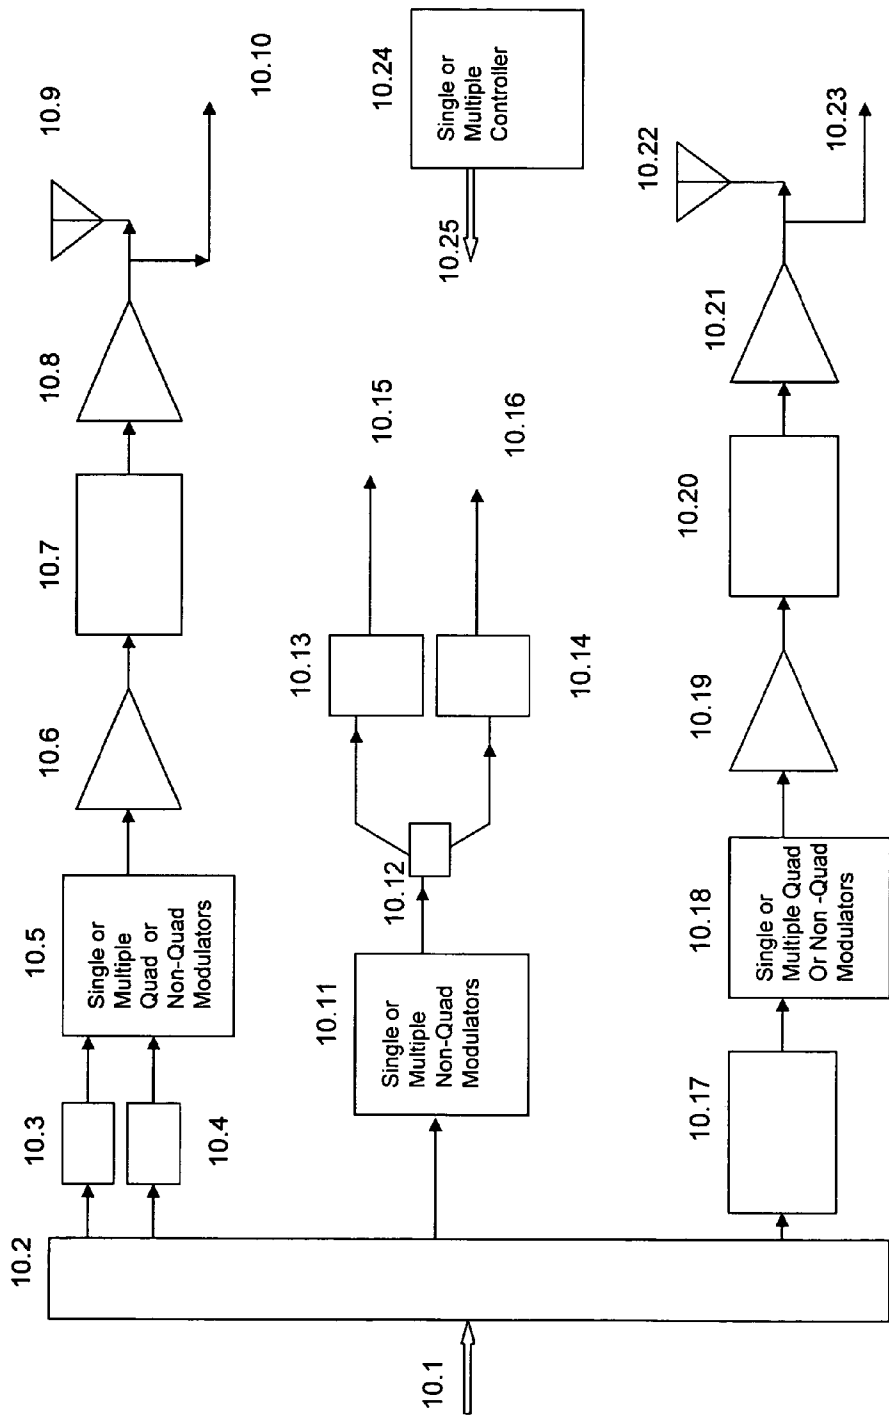 10.1
10.2
10.3
10.4
10.5
Single or
Multiple
Quad or
Non-Quad
Modulators
10.6
10.7
10.8
10.9
10.10
10.11
Single or
Multiple
Non-Quad
Modulators
10.12
10.13
10.14
10.15
10.16
10.24
Single or
Multiple
Controller
10.25
10.17
10.18
Single or
Multiple Quad
Or Non -Quad
Modulators
10.19
10.20
10.21
10.22
10.23